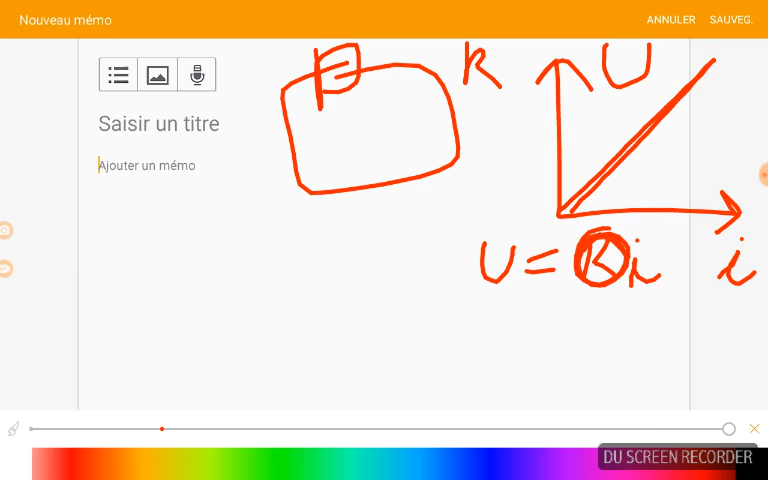 Nouveau mémo
ANNULER SAUVEG.
Saisir un titre
Ajouter un mémo
R
U
U = Ri
i
DU SCREEN RECORDER